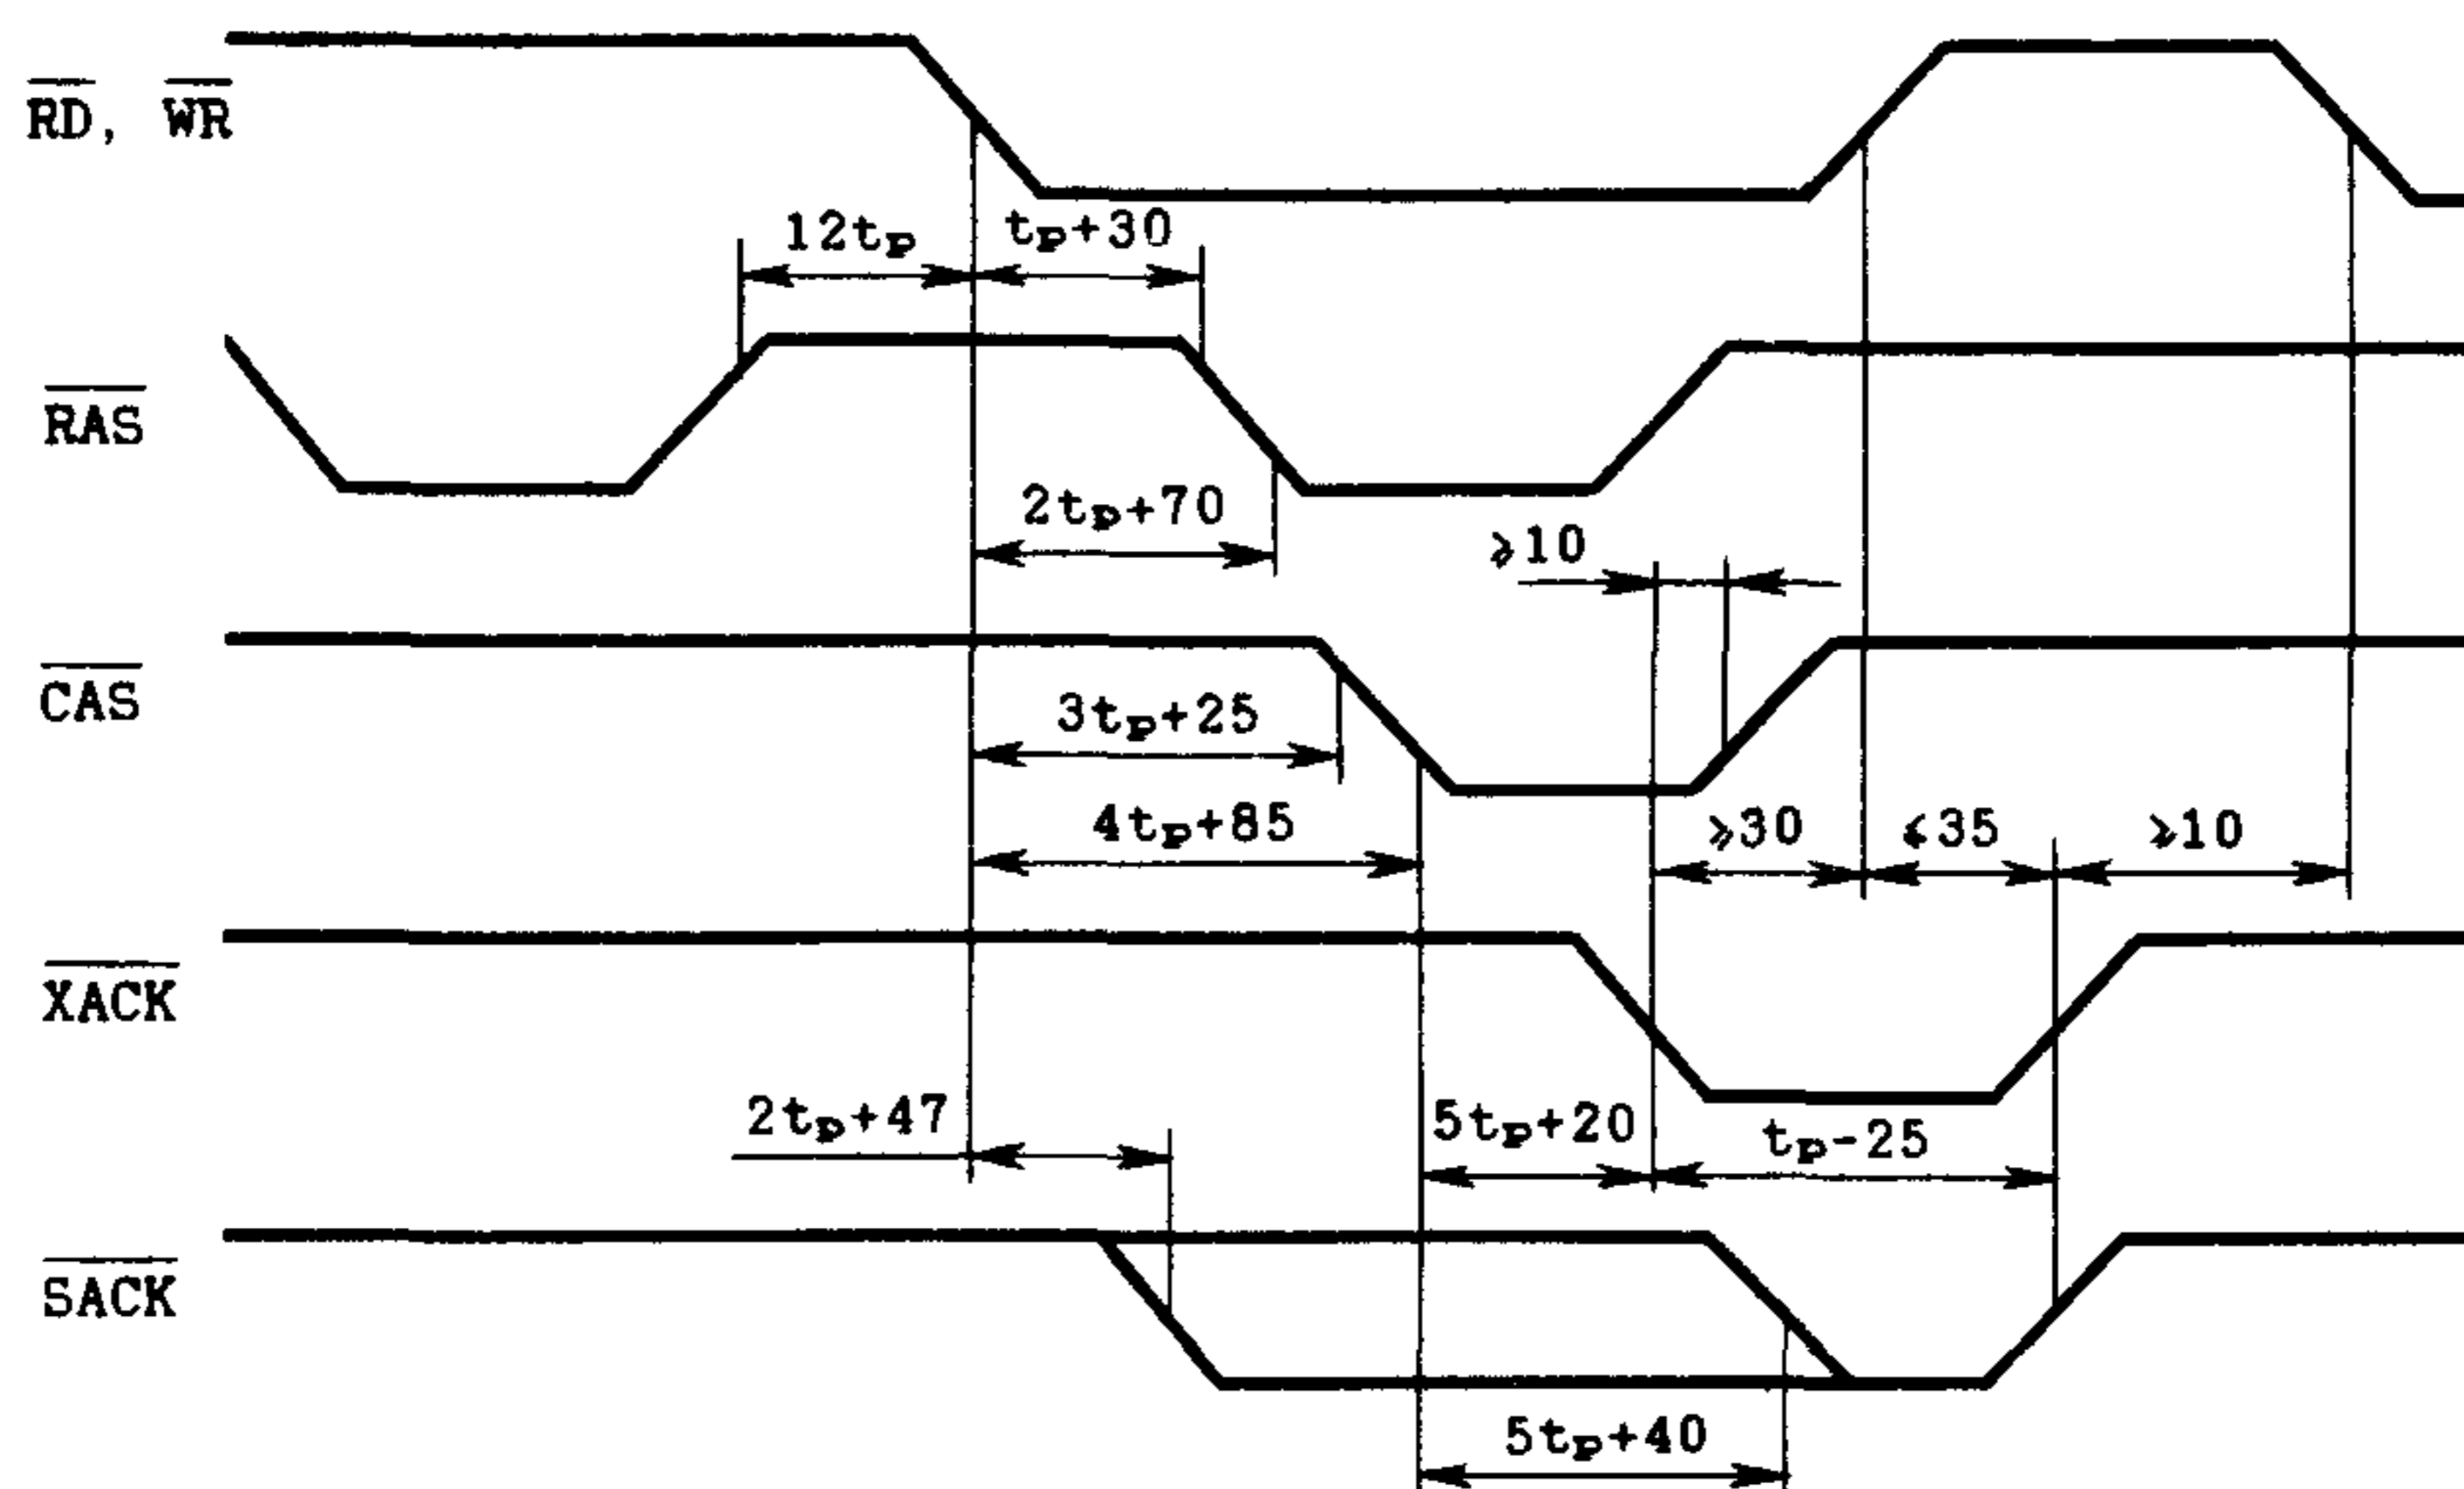 RD, WR
12tp
tp+30
RAS
2tp+70
⩾10
CAS
3tp+25
4tp+85
⩾30
⩽35
⩾10
XACK
2tp+47
5tp+20
tp-25
SACK
5tp+40